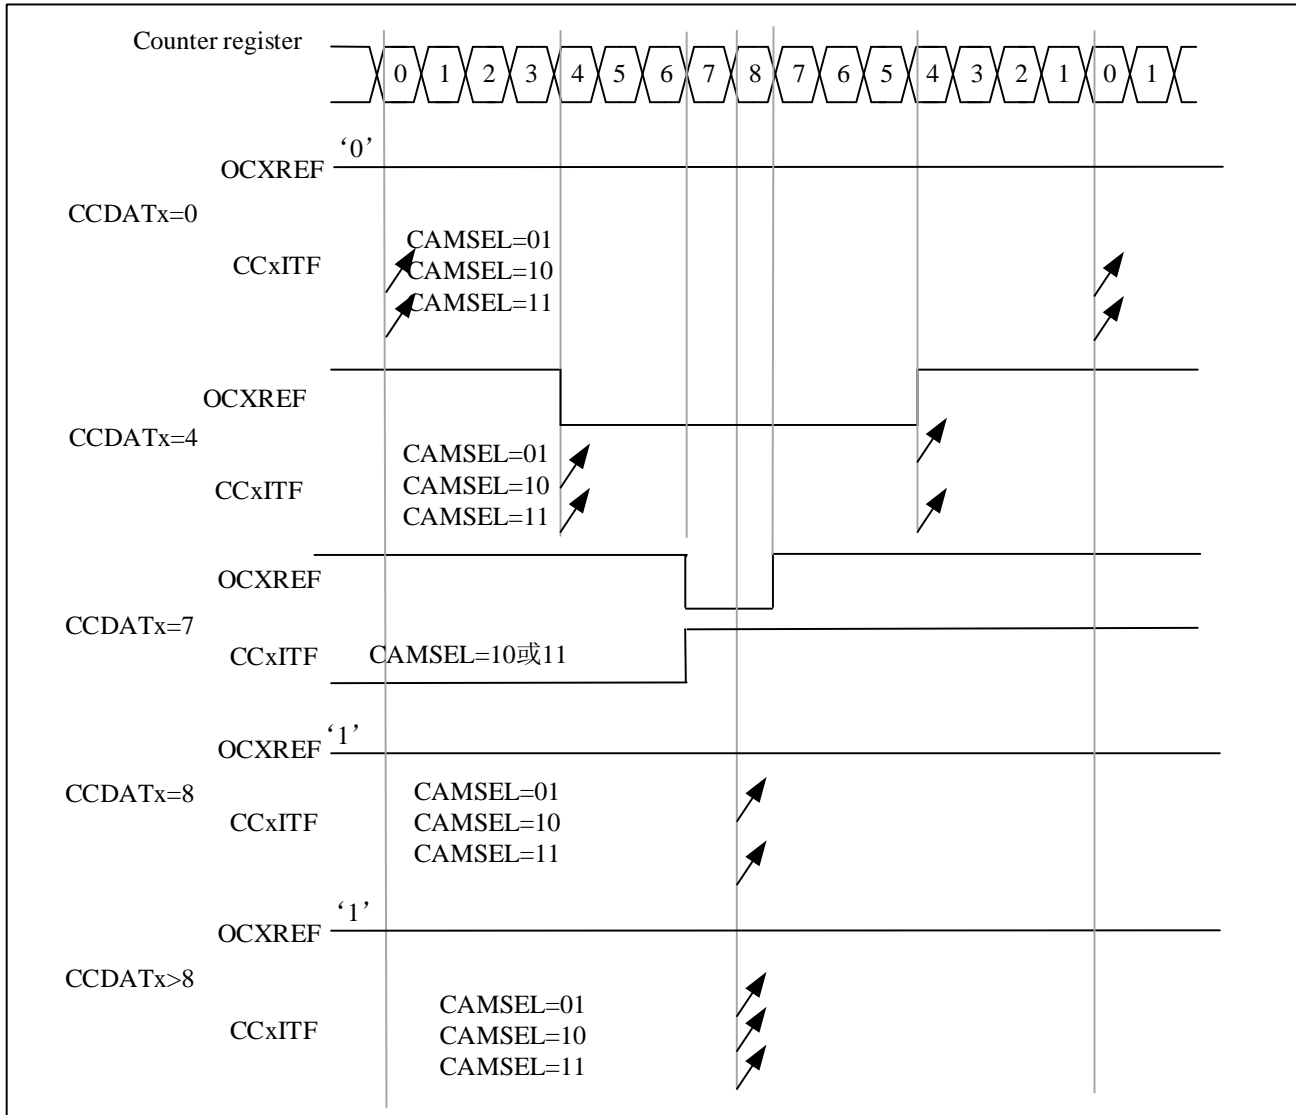 Counter register
0 1 2 3 4 5 6 7 8 7 6 5 4 3 2 1 0 1
‘0’
OCXREF
CCDATx=0
CAMSEL=01
CCxITF
CAMSEL=10
CAMSEL=11
OCXREF
CCDATx=4
CAMSEL=01
CCxITF
CAMSEL=10
CAMSEL=11
OCXREF
CCDATx=7
CCxITF
CAMSEL=10或11
‘1’
OCXREF
CCDATx=8
CAMSEL=01
CCxITF
CAMSEL=10
CAMSEL=11
‘1’
OCXREF
CCDATx>8
CAMSEL=01
CCxITF
CAMSEL=10
CAMSEL=11